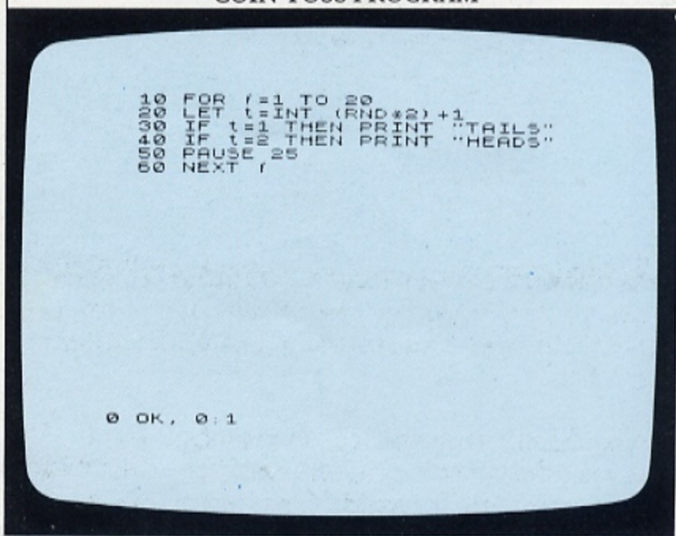 COIN-TOSS PROGRAM
10 FOR f=1 TO 20
20 LET t=INT (RND*2)+1
30 IF t=1 THEN PRINT "TAILS"
40 IF t=2 THEN PRINT "HEADS"
50 PAUSE 25
60 NEXT f
0 OK, 0:1